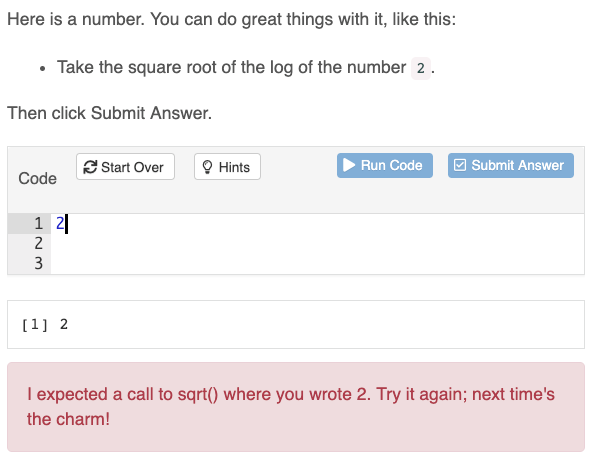 Here is a number. You can do great things with it, like this:
• Take the square root of the log of the number 2 .
Then click Submit Answer.
Code
Start Over
Hints
Run Code
Submit Answer
1 2
2
3
[1] 2
I expected a call to sqrt() where you wrote 2. Try it again; next time's
the charm!